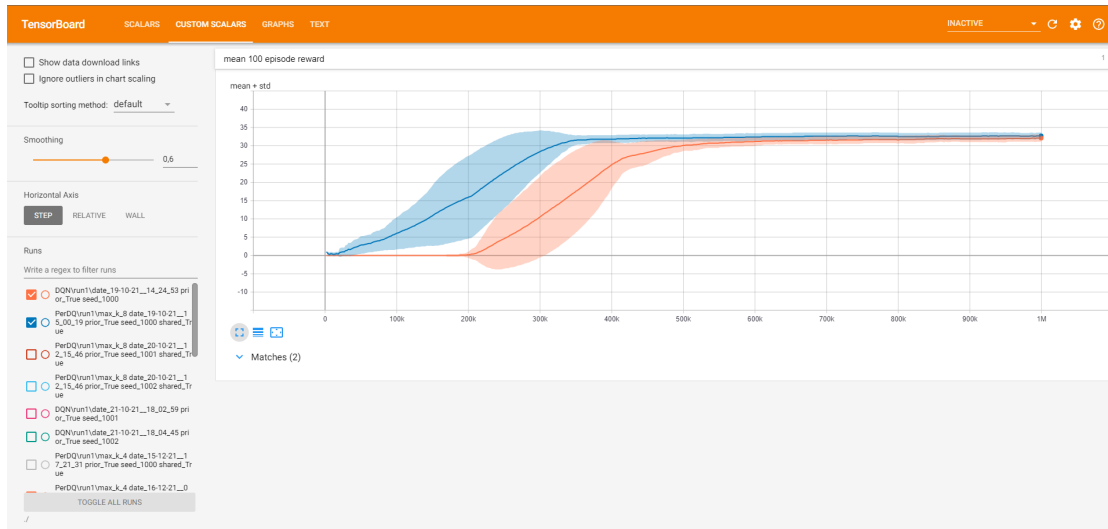 TensorBoard
SCALARS
CUSTOM SCALARS
GRAPHS
TEXT
INACTIVE
Show data download links
Ignore outliers in chart scaling
Tooltip sorting method: default
Smoothing
0,6
Horizontal Axis
STEP
RELATIVE
WALL
Runs
Write a regex to filter runs
DQN\run1\date_19-10-21__14_24_53 pri
or_True seed_1000
PerDQ\run1\max_k_8 date_19-10-21__1
5_00_19 prior_True seed_1000 shared_Tr
ue
PerDQ\run1\max_k_8 date_20-10-21__1
2_15_46 prior_True seed_1001 shared_Tr
ue
PerDQ\run1\max_k_8 date_20-10-21__1
2_15_46 prior_True seed_1002 shared_Tr
ue
DQN\run1\date_21-10-21__18_02_59 pri
or_True seed_1001
DQN\run1\date_21-10-21__18_04_45 pri
or_True seed_1002
PerDQ\run1\max_k_4 date_15-12-21__1
7_21_31 prior_True seed_1000 shared_Tr
ue
PerDQ\run1\max_k_4 date_16-12-21__0
TOGGLE ALL RUNS
./
mean 100 episode reward
1
mean + std
40
35
30
25
20
15
10
5
0
-5
-10
0
100k
200k
300k
400k
500k
600k
700k
800k
900k
1M
Matches (2)